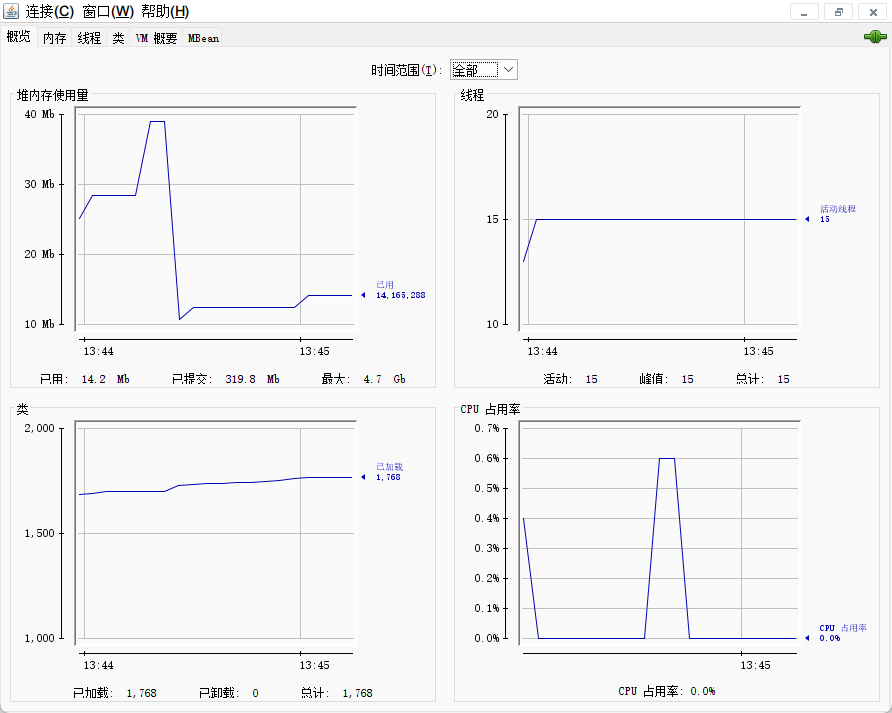 连接(C) 窗口(W) 帮助(H)
概览 内存 线程 类 VM 概要 MBean
时间范围(T): 全部
堆内存使用量
40 Mb
30 Mb
20 Mb
10 Mb
已用
14,165,288
13:44 13:45
已用: 14.2 Mb 已提交: 319.8 Mb 最大: 4.7 Gb
线程
20
15
10
活动线程
15
13:44 13:45
活动: 15 峰值: 15 总计: 15
类
2,000
1,500
1,000
已加载
1,768
13:44 13:45
已加载: 1,768 已卸载: 0 总计: 1,768
CPU 占用率
0.7%
0.6%
0.5%
0.4%
0.3%
0.2%
0.1%
0.0%
CPU 占用率
0.0%
13:45
CPU 占用率: 0.0%